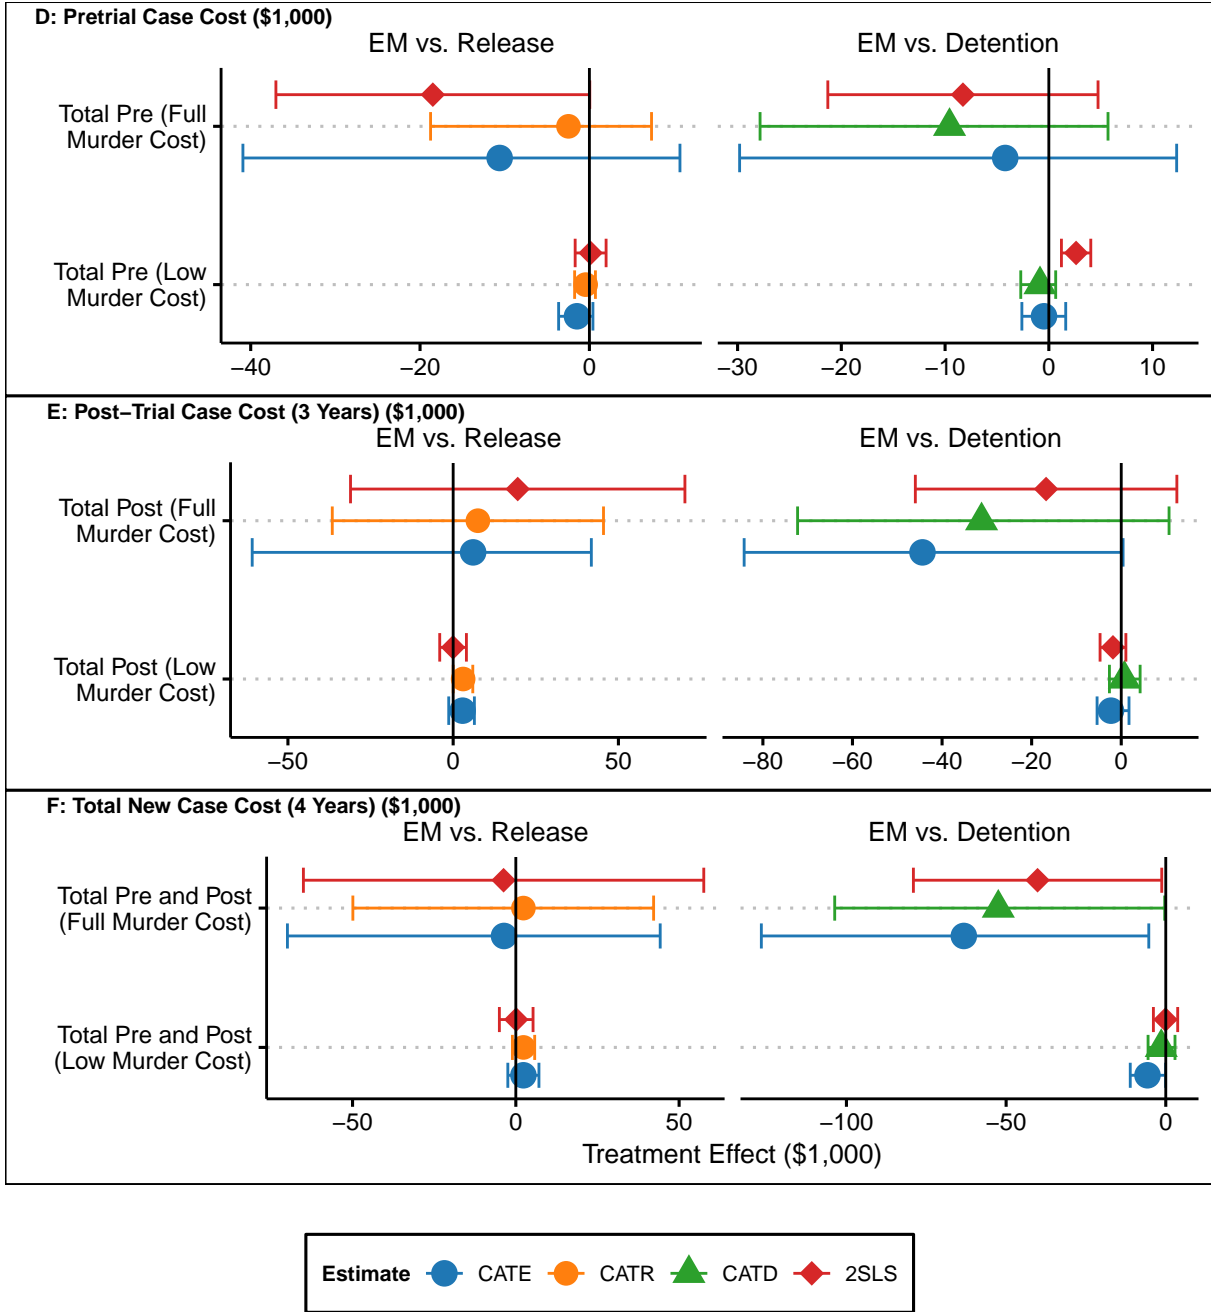 D: Pretrial Case Cost ($1,000)
EM vs. Release
EM vs. Detention
Total Pre (Full
Murder Cost)
Total Pre (Low
Murder Cost)
−40 −20 0
−30 −20 −10 0 10
E: Post−Trial Case Cost (3 Years) ($1,000)
EM vs. Release
EM vs. Detention
Total Post (Full
Murder Cost)
Total Post (Low
Murder Cost)
−50 0 50
−80 −60 −40 −20 0
F: Total New Case Cost (4 Years) ($1,000)
EM vs. Release
EM vs. Detention
Total Pre and Post
(Full Murder Cost)
Total Pre and Post
(Low Murder Cost)
−50 0 50
−100 −50 0
Treatment Effect ($1,000)
Estimate CATE CATR CATD 2SLS